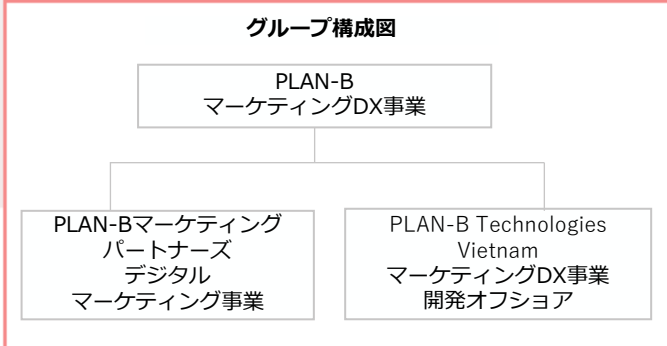 グループ構成図
PLAN-B
マーケティングDX事業
PLAN-Bマーケティング
パートナーズ
デジタル
マーケティング事業
PLAN-B Technologies
Vietnam
マーケティングDX事業
開発オフショア